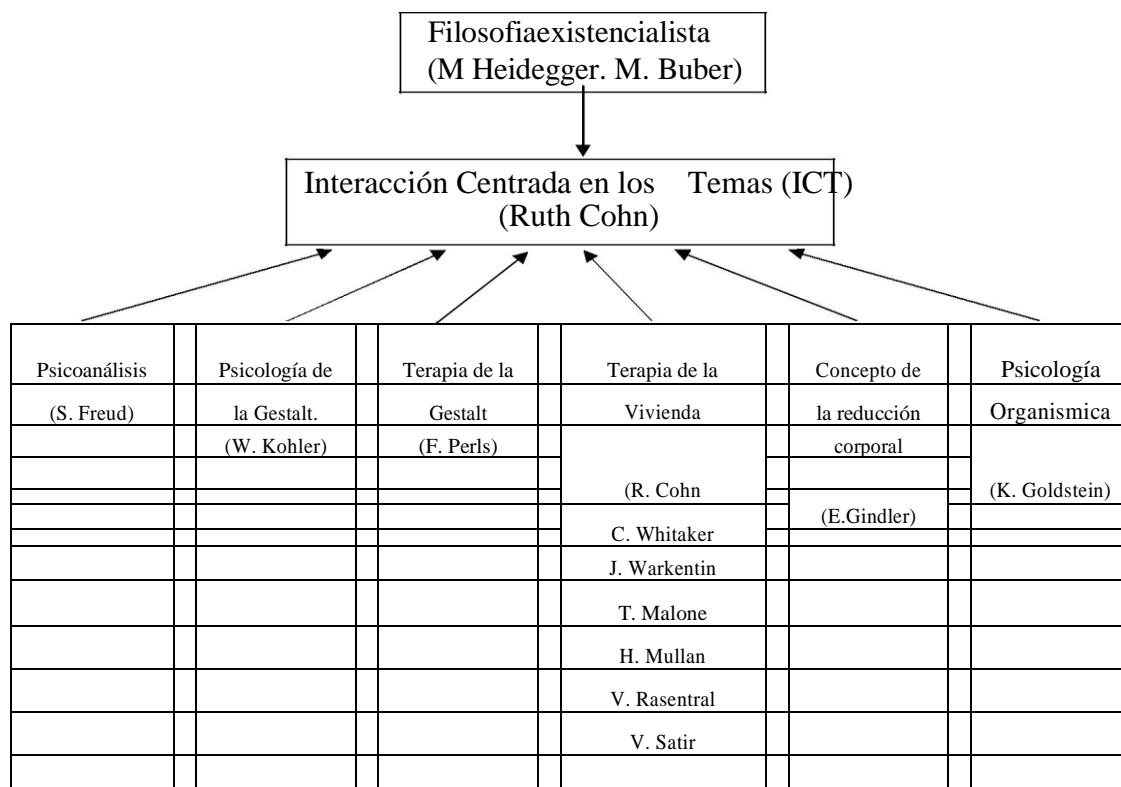 Filosofiaexistencialista
(M Heidegger. M. Buber)
Interacción Centrada en los Temas (ICT)
(Ruth Cohn)
Psicoanálisis
(S. Freud)
Psicología de
la Gestalt.
(W. Kohler)
Terapia de la
Gestalt
(F. Perls)
Terapia de la
Vivienda
(R. Cohn
C. Whitaker
J. Warkentin
T. Malone
H. Mullan
V. Rasentral
V. Satir
Concepto de
la reducción
corporal
(E.Gindler)
Psicología
Organismica
(K. Goldstein)